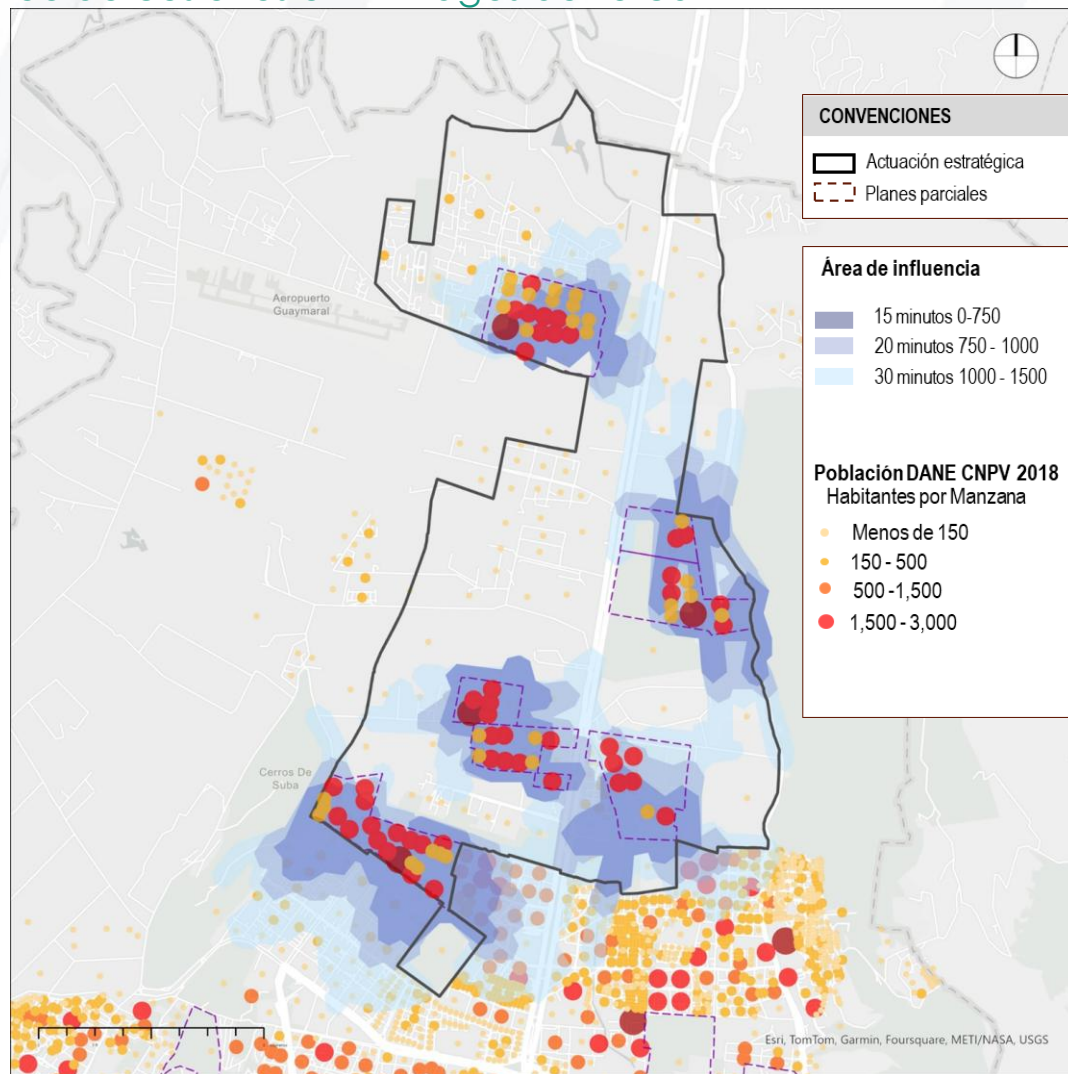 CONVENCIONES
Actuación estratégica
Planes parciales
Área de influencia
15 minutos 0-750
20 minutos 750 - 1000
30 minutos 1000 - 1500
Población DANE CNPV 2018
Habitantes por Manzana
Menos de 150
150 - 500
500 -1,500
1,500 - 3,000
Aeropuerto
Guaymaral
Cerros De
Suba
Esri, TomTom, Garmin, Foursquare, METI/NASA, USGS